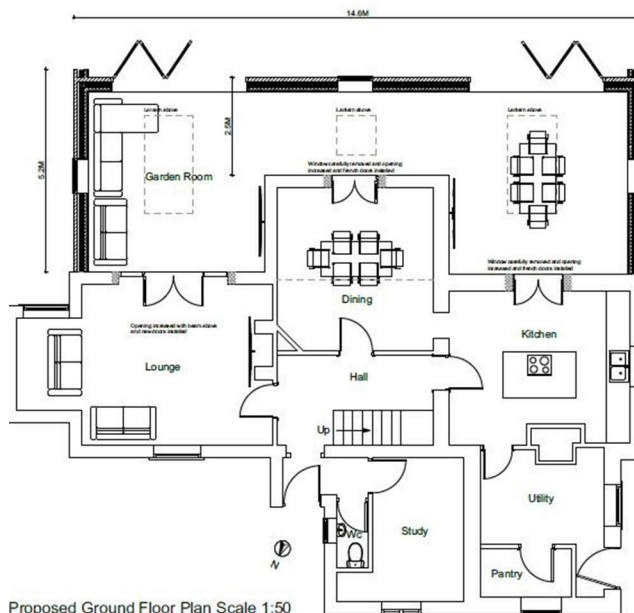 14.6M
5.2M
2.5M
Lantern above
Lantern above
Lantern above
Garden Room
Window carefully removed and opening
increased and french doors installed
Window carefully removed and opening
increased and french doors installed
Dining
Kitchen
Opening increased with beam above
and new doors installed
Lounge
Hall
Up
Utility
Wc
Study
N
Pantry
Proposed Ground Floor Plan Scale 1:50